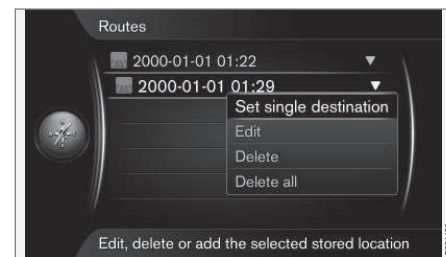 Routes
2000-01-01 01:22
2000-01-01 01:29
Set single destination
Edit
Delete
Delete all
Edit, delete or add the selected stored location